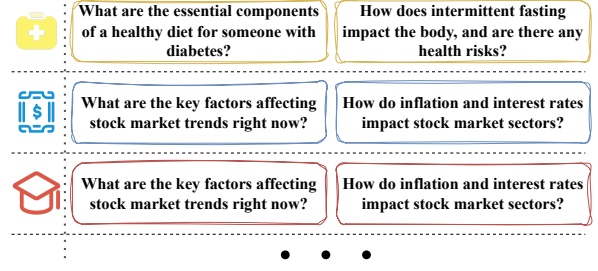 What are the essential components
of a healthy diet for someone with
diabetes?
How does intermittent fasting
impact the body, and are there any
health risks?
$
What are the key factors affecting
stock market trends right now?
How do inflation and interest rates
impact stock market sectors?
What are the key factors affecting
stock market trends right now?
How do inflation and interest rates
impact stock market sectors?